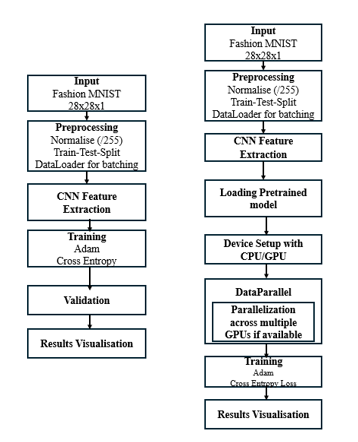 Input
Fashion MNIST
28x28x1
Preprocessing
Normalise (/255)
Train-Test-Split
DataLoader for batching
CNN Feature
Extraction
Training
Adam
Cross Entropy
Validation
Results Visualisation
Input
Fashion MNIST
28x28x1
Preprocessing
Normalise (/255)
Train-Test-Split
DataLoader for batching
CNN Feature
Extraction
Loading Pretrained
model
Device Setup with
CPU/GPU
DataParallel
Parallelization
across multiple
GPUs if available
Training
Adam
Cross Entropy Loss
Results Visualisation